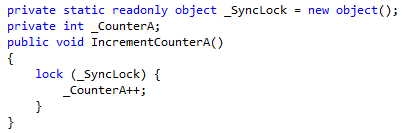 private static readonly object _SyncLock = new object();
private int _CounterA;
public void IncrementCounterA()
{
    lock (_SyncLock) {
        _CounterA++;
    }
}